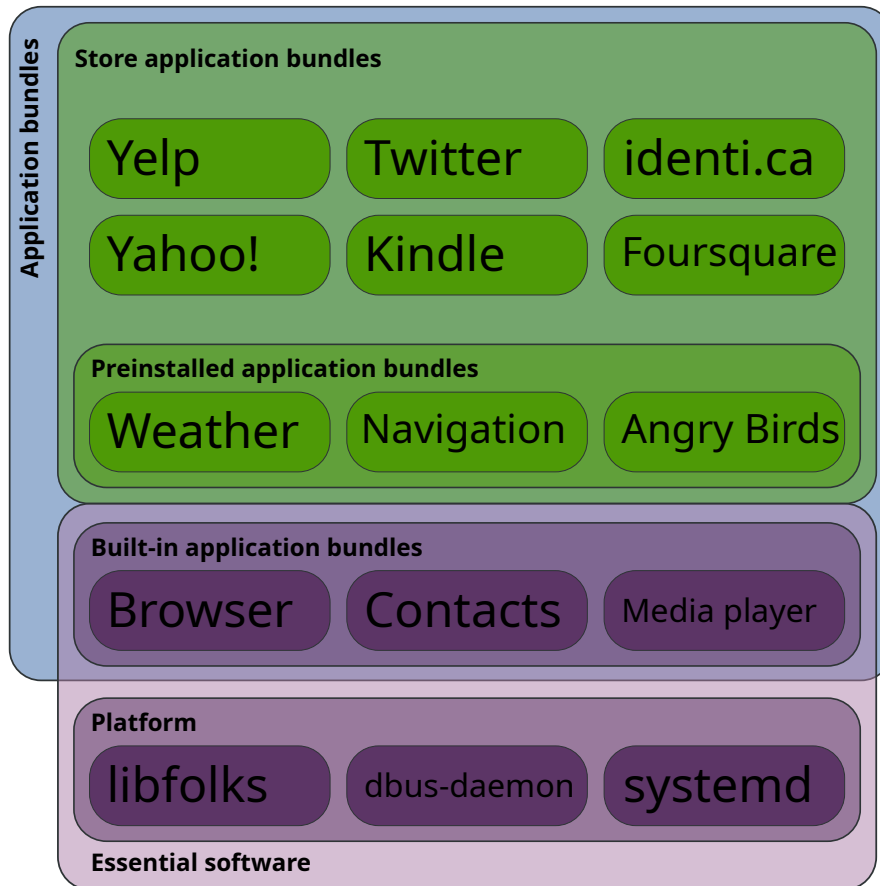 Application bundles
Store application bundles
Yelp
Twitter
identi.ca
Yahoo!
Kindle
Foursquare
Preinstalled application bundles
Weather
Navigation
Angry Birds
Built-in application bundles
Browser
Contacts
Media player
Platform
libfolks
dbus-daemon
systemd
Essential software